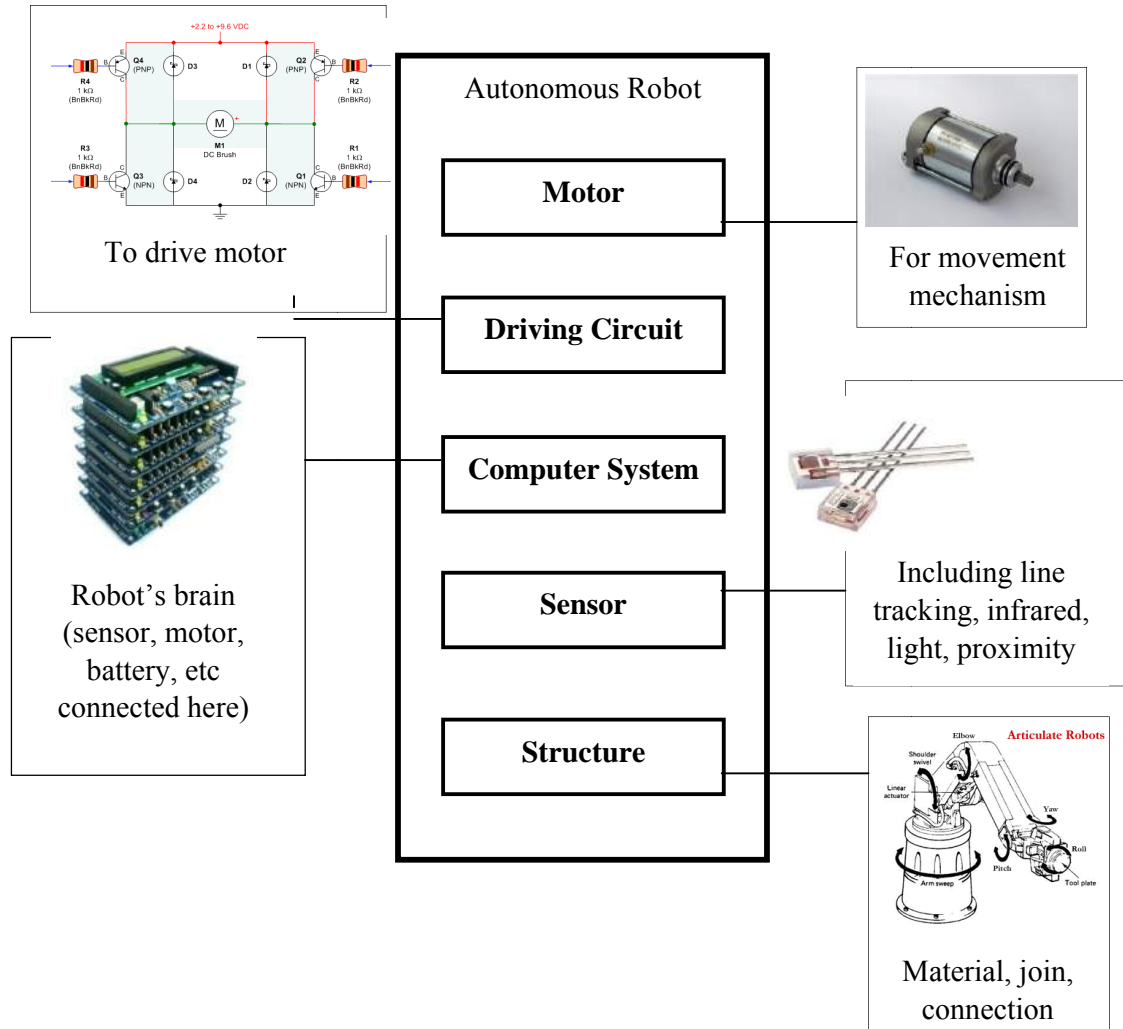 +2.2 to +9.6 VDC
E
Q4
(PNP)
B
C
R4
1 kΩ
(BnBkRd)
D3
D1
E
Q2
(PNP)
B
C
R2
1 kΩ
(BnBkRd)
M
+
M1
DC Brush
R3
1 kΩ
(BnBkRd)
C
B
Q3
(NPN)
E
D4
D2
C
Q1
(NPN)
B
E
R1
1 kΩ
(BnBkRd)
To drive motor
Autonomous Robot
Motor
Driving Circuit
Computer System
Sensor
Structure
For movement
mechanism
Robot’s brain
(sensor, motor,
battery, etc
connected here)
Including line
tracking, infrared,
light, proximity
Articulate Robots
Elbow
Shoulder
swivel
Linear
actuator
Yaw
Roll
Pitch
Tool plate
Arm sweep
Material, join,
connection